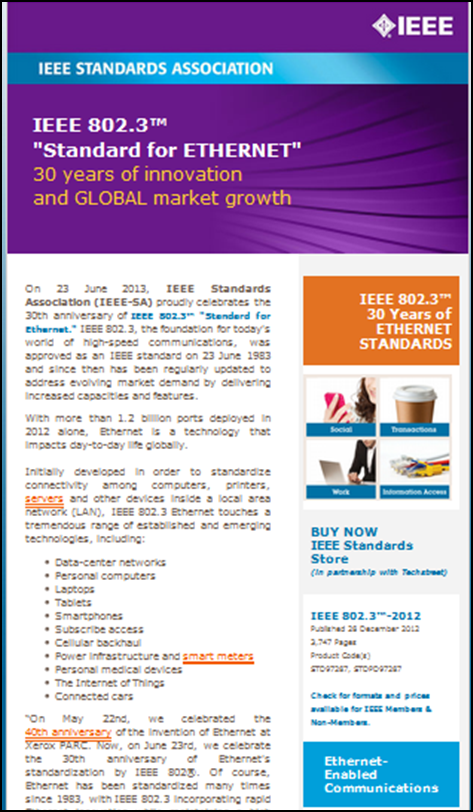 IEEE
IEEE STANDARDS ASSOCIATION
IEEE 802.3™
"Standard for ETHERNET"
30 years of innovation
and GLOBAL market growth
On 23 June 2013, IEEE Standards
Association (IEEE-SA) proudly celebrates the
30th anniversary of IEEE 802.3™ "Standard for
Ethernet." IEEE 802.3, the foundation for today's
world of high-speed communications, was
approved as an IEEE standard on 23 June 1983
and since then has been regularly updated to
address evolving market demand by delivering
increased capacities and features.
With more than 1.2 billion ports deployed in
2012 alone, Ethernet is a technology that
impacts day-to-day life globally.
Initially developed in order to standardize
connectivity among computers, printers,
servers and other devices inside a local area
network (LAN), IEEE 802.3 Ethernet touches a
tremendous range of established and emerging
technologies, including:
• Data-center networks
• Personal computers
• Laptops
• Tablets
• Smartphones
• Subscribe access
• Cellular backhaul
• Power infrastructure and smart meters
• Personal medical devices
• The Internet of Things
• Connected cars
"On May 22nd, we celebrated the
40th anniversary of the invention of Ethernet at
Xerox PARC. Now, on June 23rd, we celebrate
the 30th anniversary of Ethernet's
standardization by IEEE 802®. Of course,
Ethernet has been standardized many times
since 1983, with IEEE 802.3 incorporating rapid
IEEE 802.3™
30 Years of
ETHERNET
STANDARDS
Social
Transactions
Work
Information Access
BUY NOW
IEEE Standards
Store
(In partnership with Techstreet)
IEEE 802.3™-2012
Published 28 December 2012
3,747 Pages
Product Code(s)
STD97287, STDPD97287
Check for formats and prices
available for IEEE Members &
Non-Members.
Ethernet-
Enabled
Communications